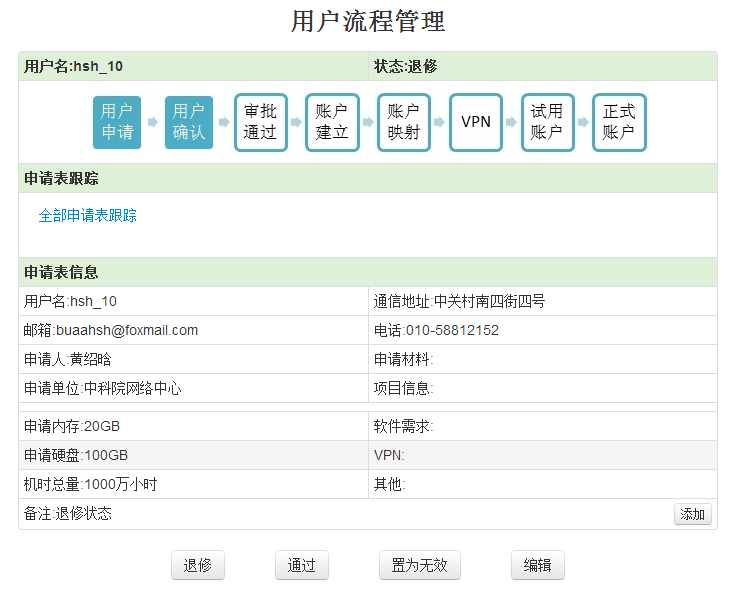 用户流程管理
用户名:hsh_10 状态:退修
用户申请 用户确认 审批通过 账户建立 账户映射 VPN 试用账户 正式账户
申请表跟踪
全部申请表跟踪
申请表信息
用户名:hsh_10 通信地址:中关村南四街四号
邮箱:buaahsh@foxmail.com 电话:010-58812152
申请人:黄绍晗 申请材料:
申请单位:中科院网络中心 项目信息:
申请内存:20GB 软件需求:
申请硬盘:100GB VPN:
机时总量:1000万小时 其他:
备注:退修状态 添加
退修 通过 置为无效 编辑